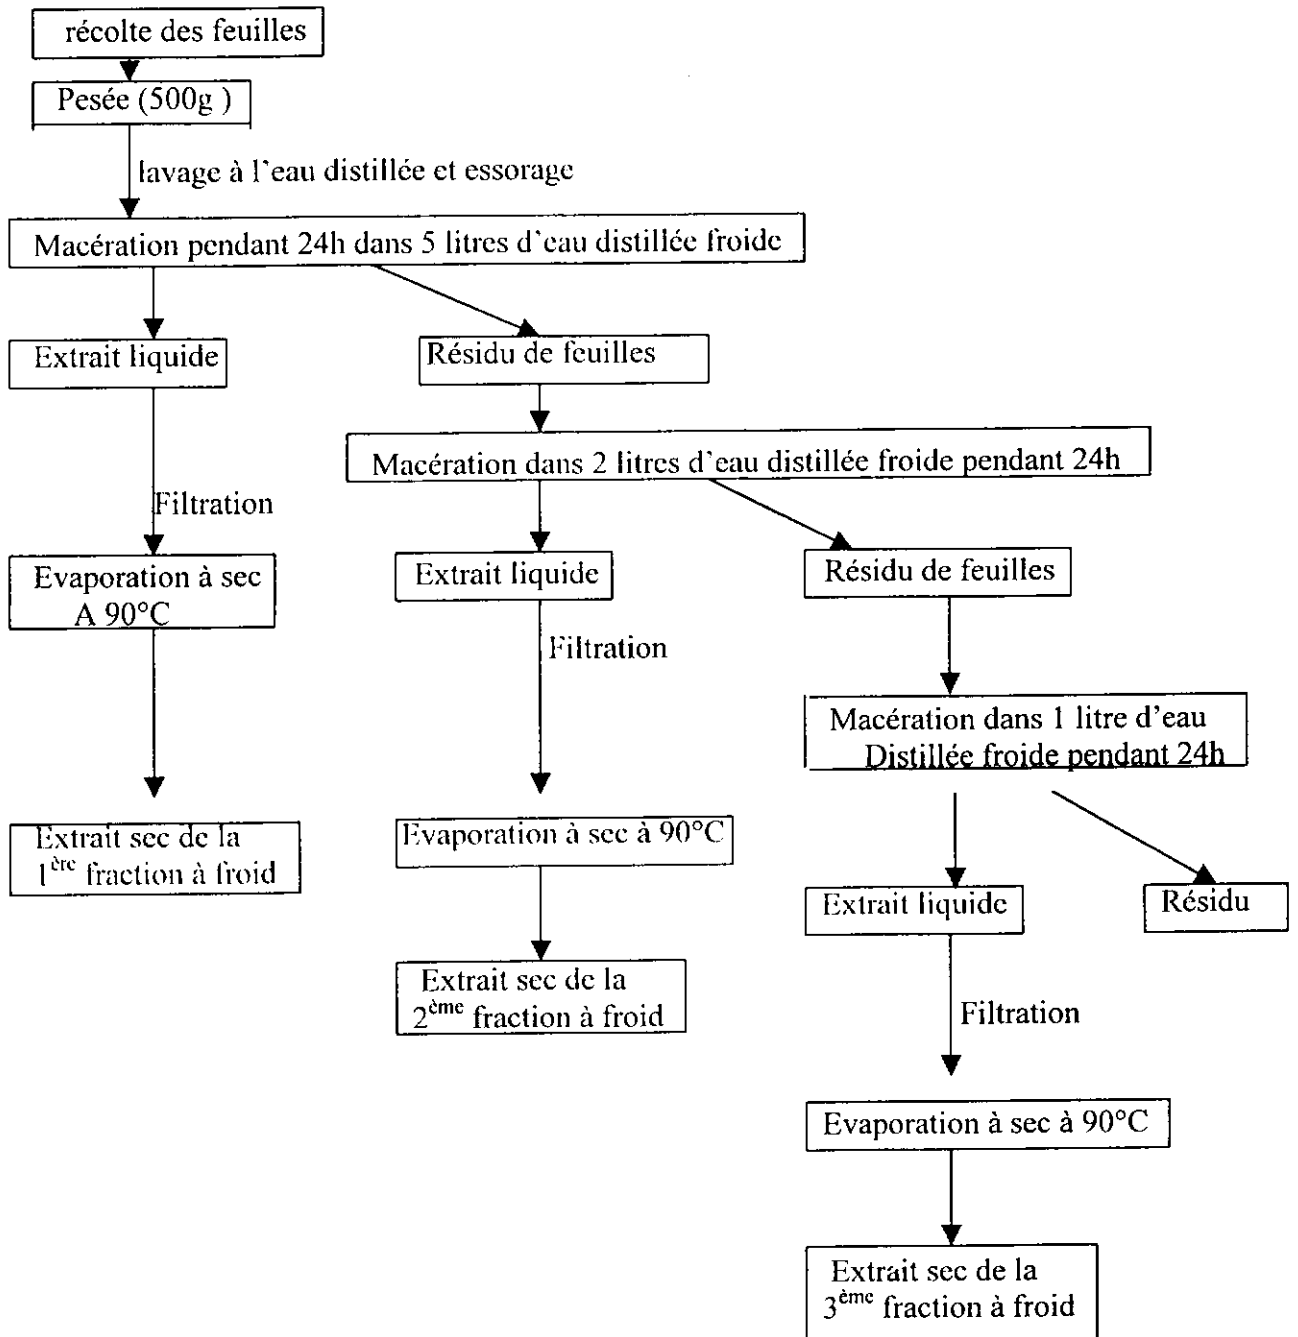 récolte des feuilles
Pesée (500g )
lavage à l'eau distillée et essorage
Macération pendant 24h dans 5 litres d'eau distillée froide
Extrait liquide
Résidu de feuilles
Macération dans 2 litres d'eau distillée froide pendant 24h
Filtration
Evaporation à sec
A 90°C
Extrait liquide
Résidu de feuilles
Filtration
Macération dans 1 litre d'eau
Distillée froide pendant 24h
Extrait sec de la
1ère fraction à froid
Evaporation à sec à 90°C
Extrait liquide
Résidu
Extrait sec de la
2ème fraction à froid
Filtration
Evaporation à sec à 90°C
Extrait sec de la
3ème fraction à froid